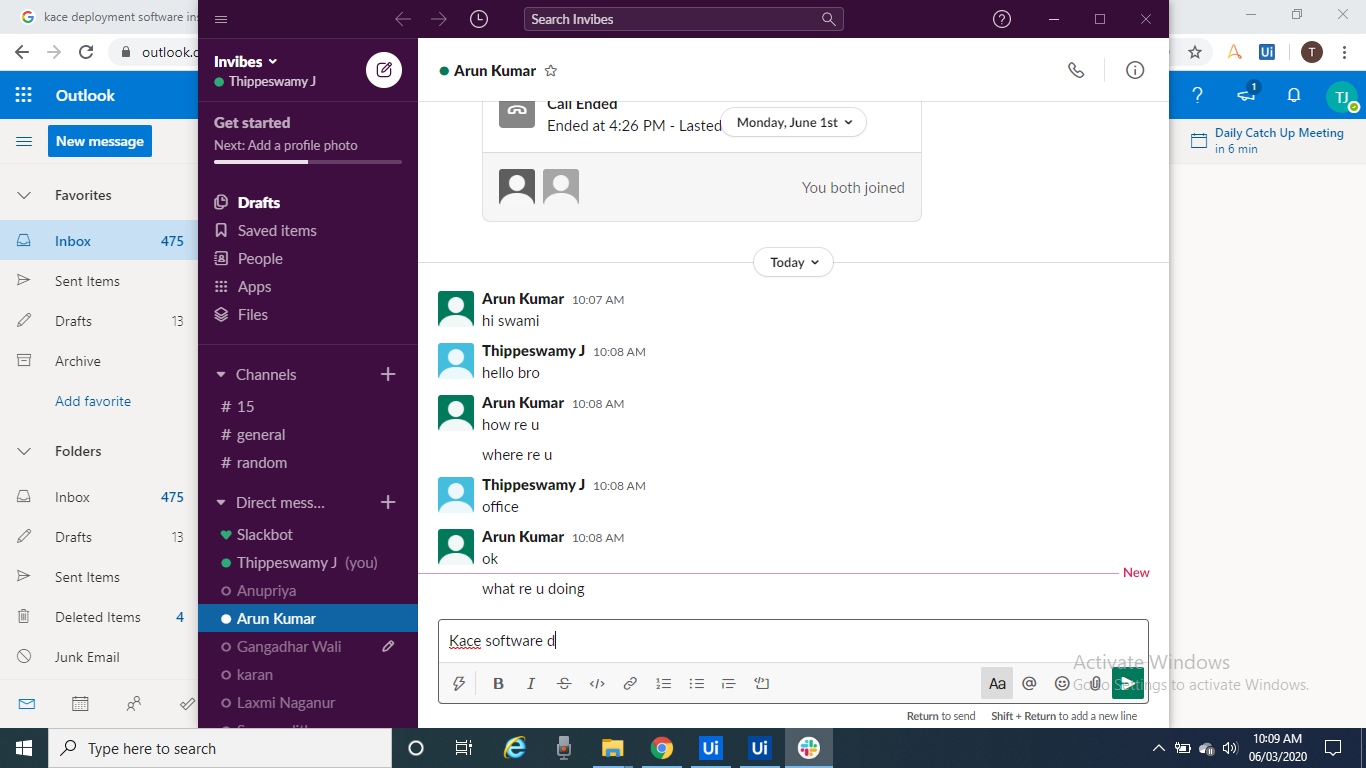 kace deployment software ins
outlook.c
Outlook
New message
Favorites
Inbox 475
Sent Items
Drafts 13
Archive
Add favorite
Folders
Inbox 475
Drafts 13
Sent Items
Deleted Items 4
Junk Email
Search Invibes
Invibes
Thippeswamy J
Get started
Next: Add a profile photo
Drafts
Saved items
People
Apps
Files
Channels
# 15
# general
# random
Direct mess...
Slackbot
Thippeswamy J (you)
Anupriya
Arun Kumar
Gangadhar Wali
karan
Laxmi Naganur
Arun Kumar
Call Ended
Ended at 4:26 PM - Lasted
Monday, June 1st
You both joined
Today
Arun Kumar 10:07 AM
hi swami
Thippeswamy J 10:08 AM
hello bro
Arun Kumar 10:08 AM
how re u
where re u
Thippeswamy J 10:08 AM
office
Arun Kumar 10:08 AM
ok
New
what re u doing
Kace software d
B I S
Aa @
Return to send Shift + Return to add a new line
Ui
T
? 1
TJ
Daily Catch Up Meeting
in 6 min
Activate Windows
Go to Settings to activate Windows.
Type here to search
Ui Ui
10:09 AM
06/03/2020